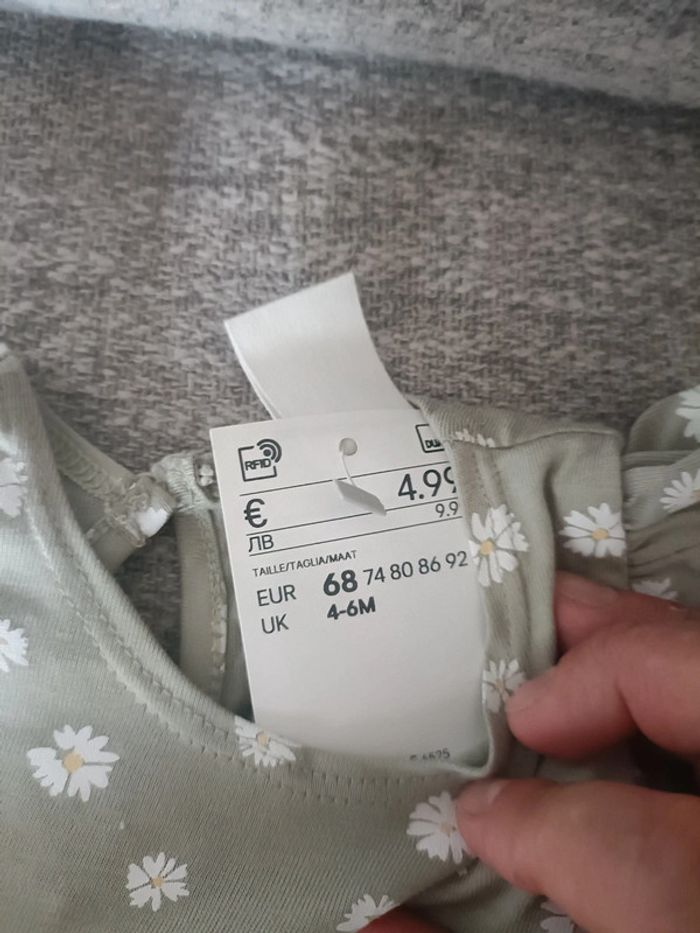 RFID
€ 4.99
ЛВ 9.9
TAILLE/TAGLIA/MAAT
EUR 68 74 80 86 92
UK 4-6M